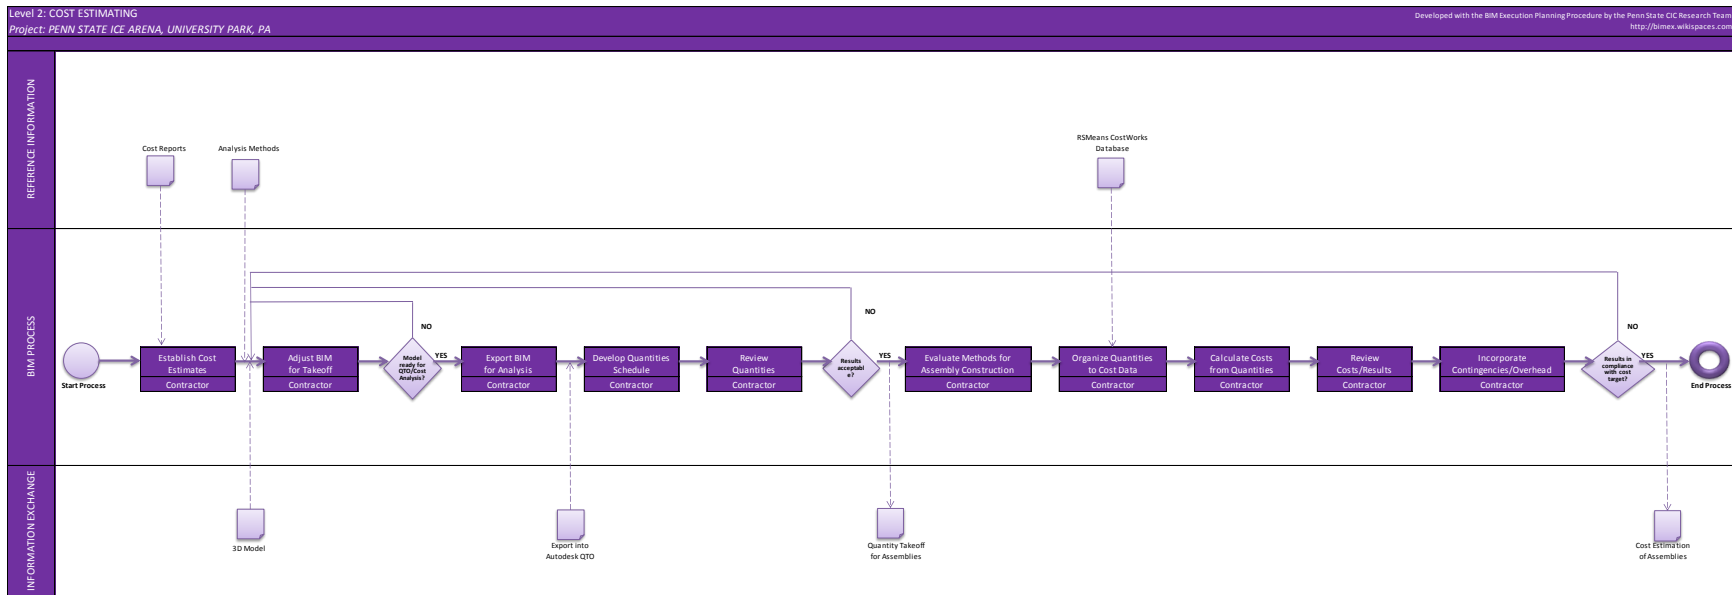 Level 2: COST ESTIMATING
Project: PENN STATE ICE ARENA, UNIVERSITY PARK, PA
Developed with the BIM Execution Planning Procedure by the Penn State CIC Research Team.
http://bimex.wikispaces.com
REFERENCE INFORMATION
Cost Reports
Analysis Methods
RSMeans CostWorks
Database
BIM PROCESS
Start Process
Establish Cost
Estimates
Contractor
Adjust BIM
for Takeoff
Contractor
Model
ready for
QTO/Cost
Analysis?
NO
YES
Export BIM
for Analysis
Contractor
Develop Quantities
Schedule
Contractor
Review
Quantities
Contractor
Results
acceptabl
e?
NO
YES
Evaluate Methods for
Assembly Construction
Contractor
Organize Quantities
to Cost Data
Contractor
Calculate Costs
from Quantities
Contractor
Review
Costs/Results
Contractor
Incorporate
Contingencies/Overhead
Contractor
Results in
compliance
with cost
target?
NO
YES
End Process
INFORMATION EXCHANGE
3D Model
Export into
Autodesk QTO
Quantity Takeoff
for Assemblies
Cost Estimation
of Assemblies